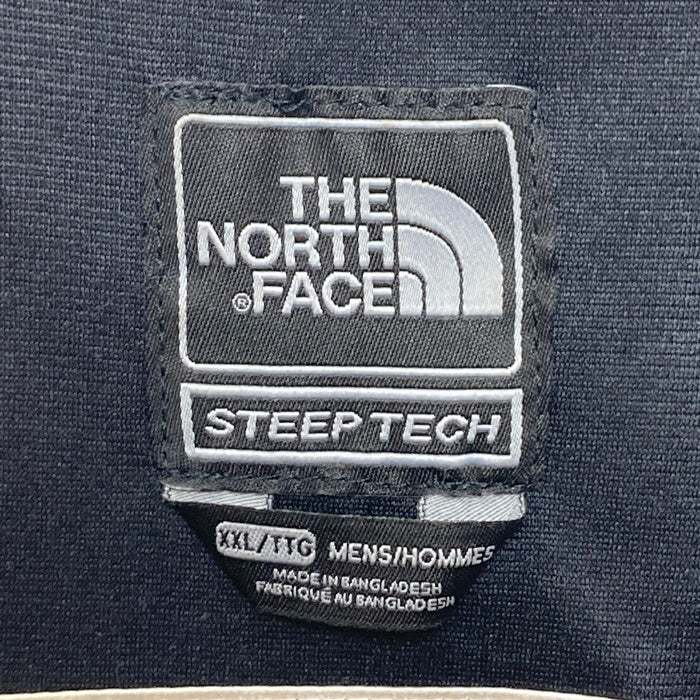 THE
NORTH
® FACE
STEEP TECH
XXL/TTG MENS/HOMMES
MADE IN BANGLADESH
FABRIQUÉ AU BANGLADESH